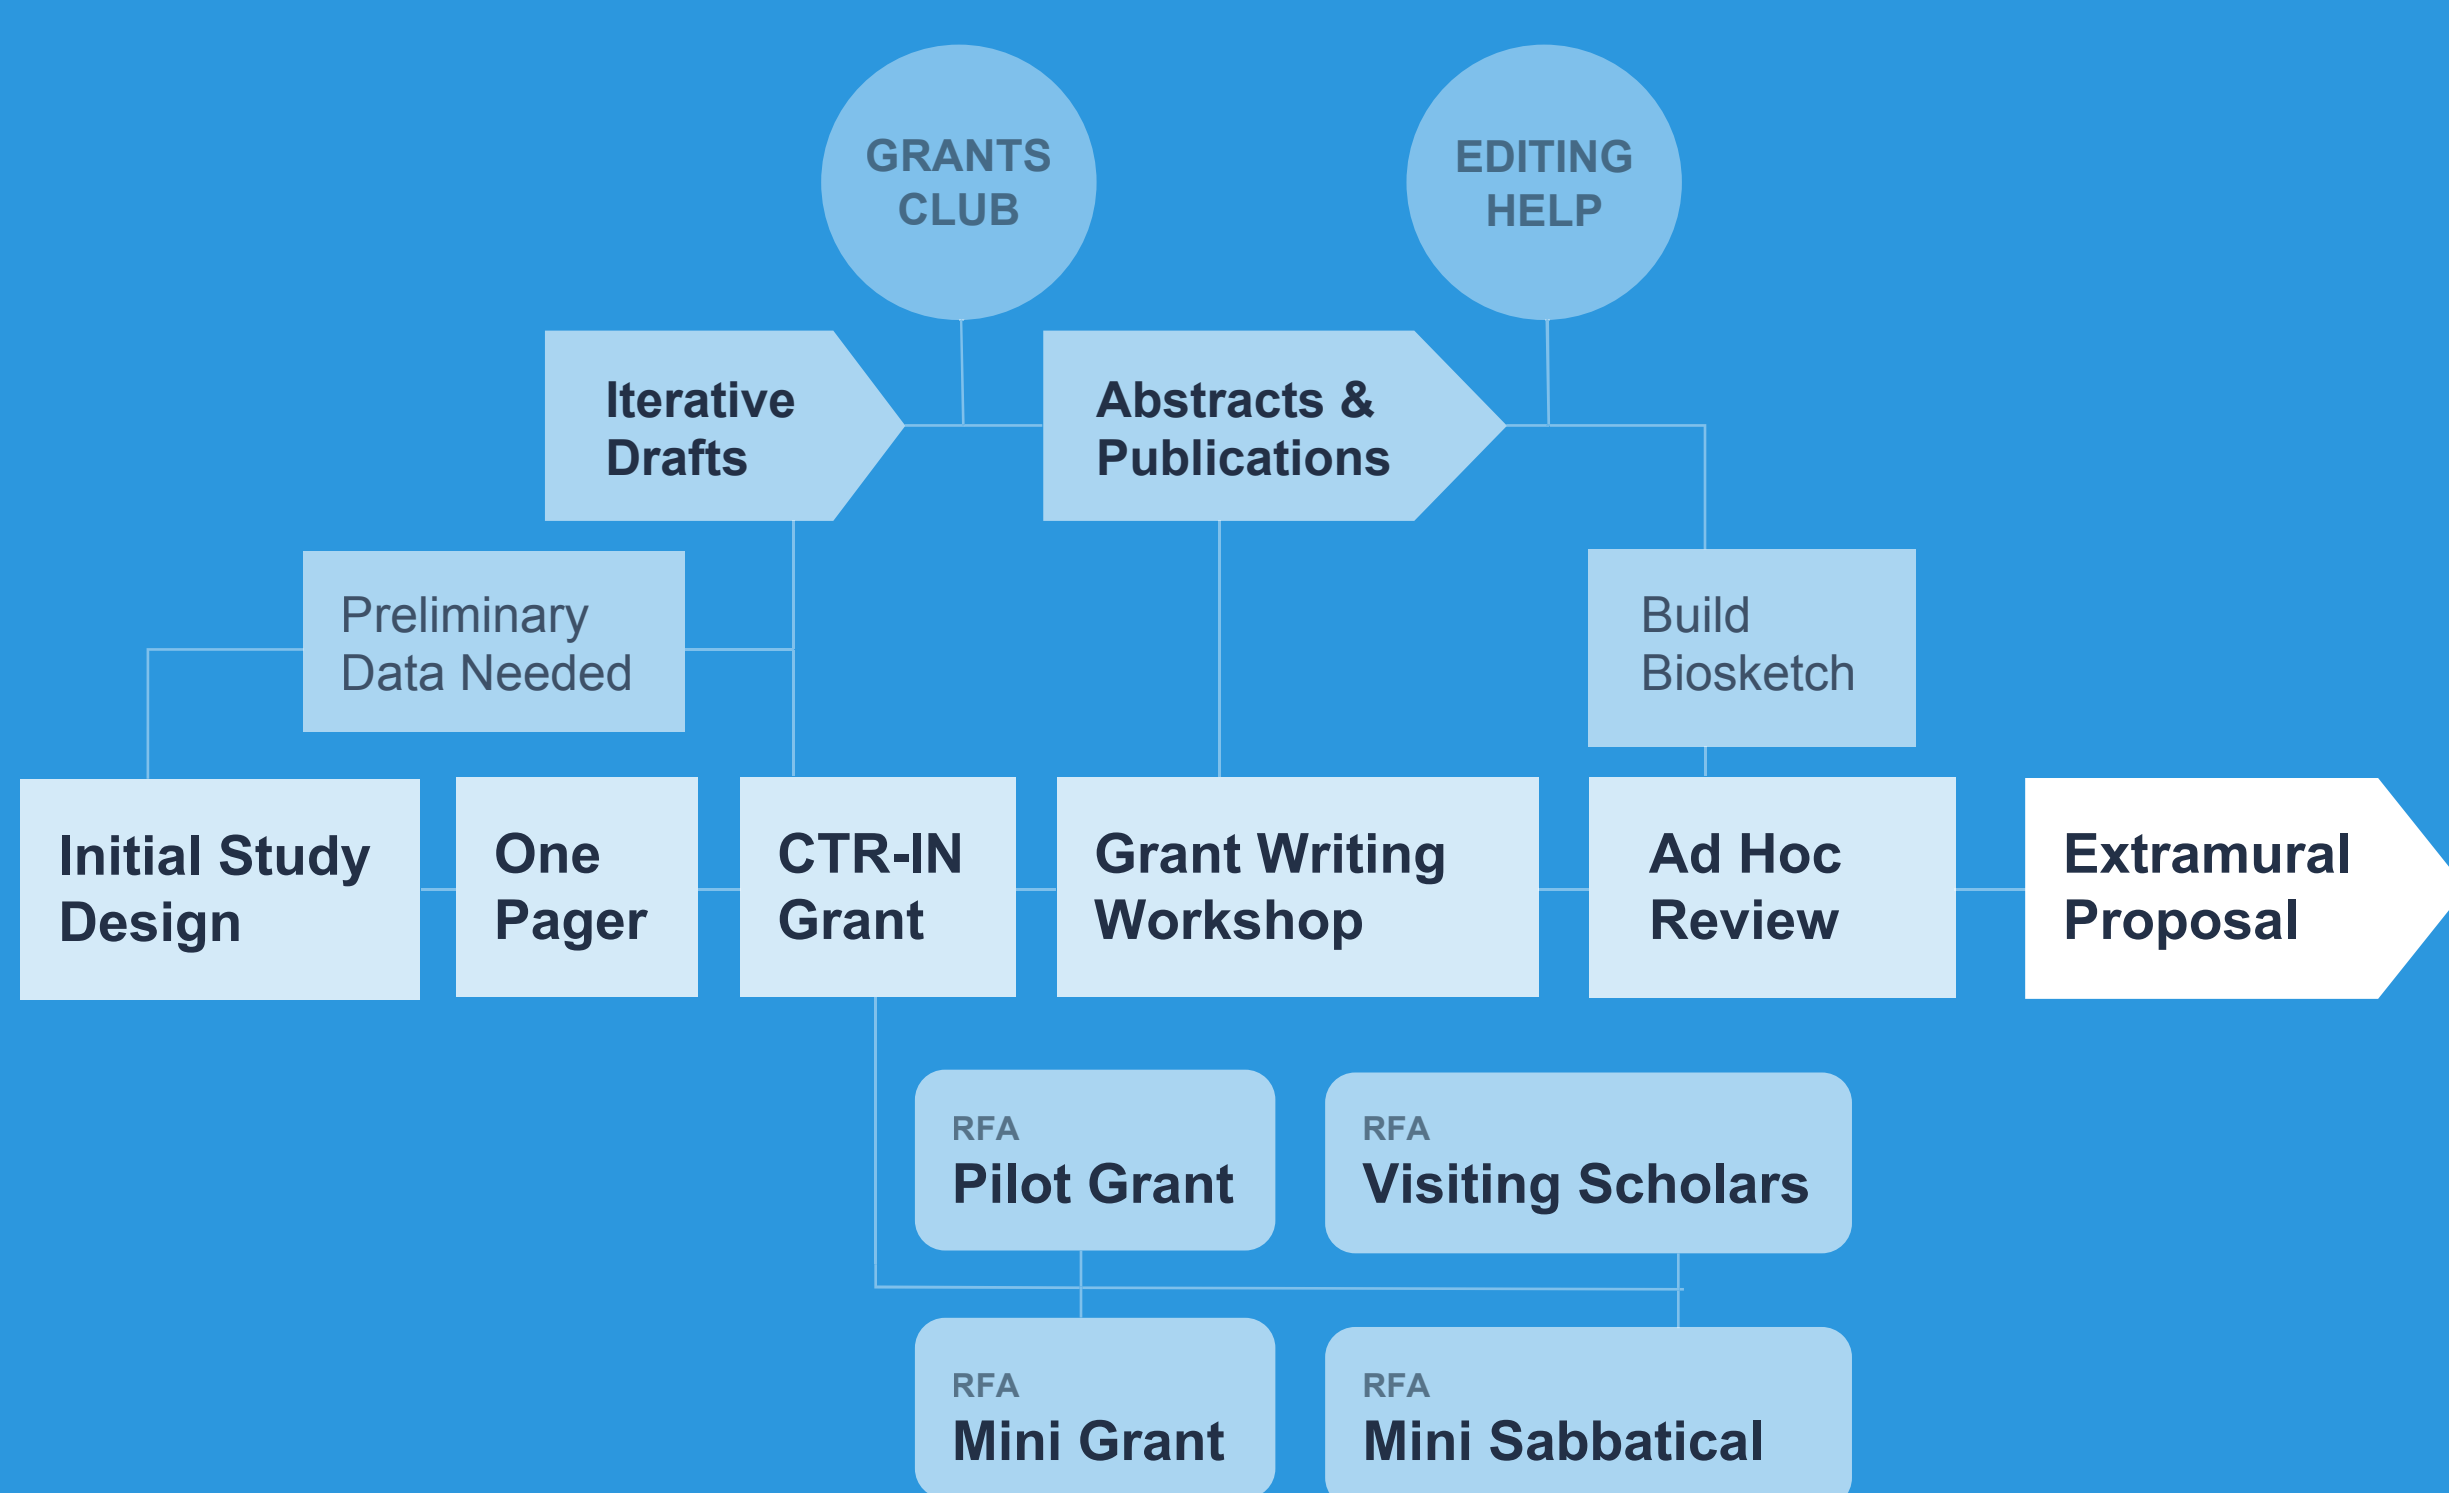 GRANTS
CLUB
EDITING
HELP
Iterative
Drafts
Abstracts &
Publications
Preliminary
Data Needed
Build
Biosketch
Initial Study
Design
One
Pager
CTR-IN
Grant
Grant Writing
Workshop
Ad Hoc
Review
Extramural
Proposal
RFA
Pilot Grant
RFA
Visiting Scholars
RFA
Mini Grant
RFA
Mini Sabbatical